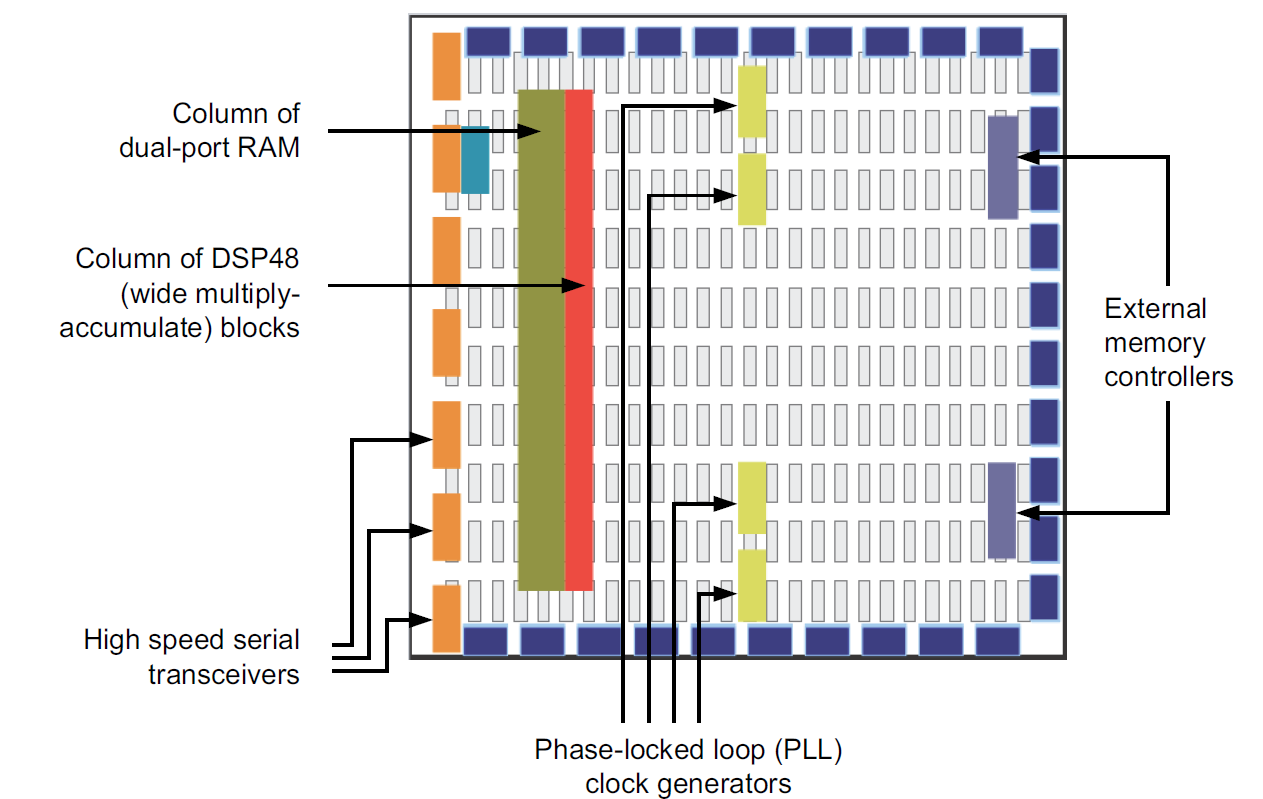 Column of
dual-port RAM
Column of DSP48
(wide multiply-
accumulate) blocks
External
memory
controllers
High speed serial
transceivers
Phase-locked loop (PLL)
clock generators